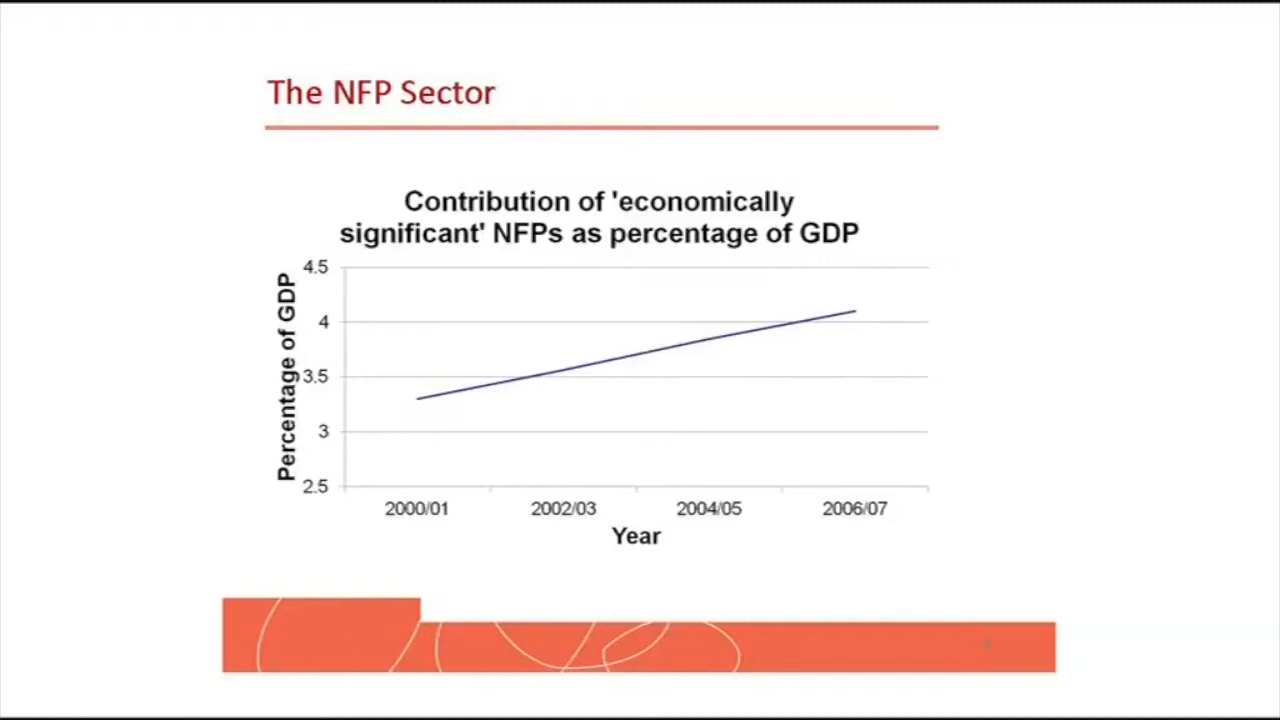 The NFP Sector
Contribution of 'economically
significant' NFPs as percentage of GDP
Percentage of GDP
4.5
4
3.5
3
2.5
2000/01 2002/03 2004/05 2006/07
Year